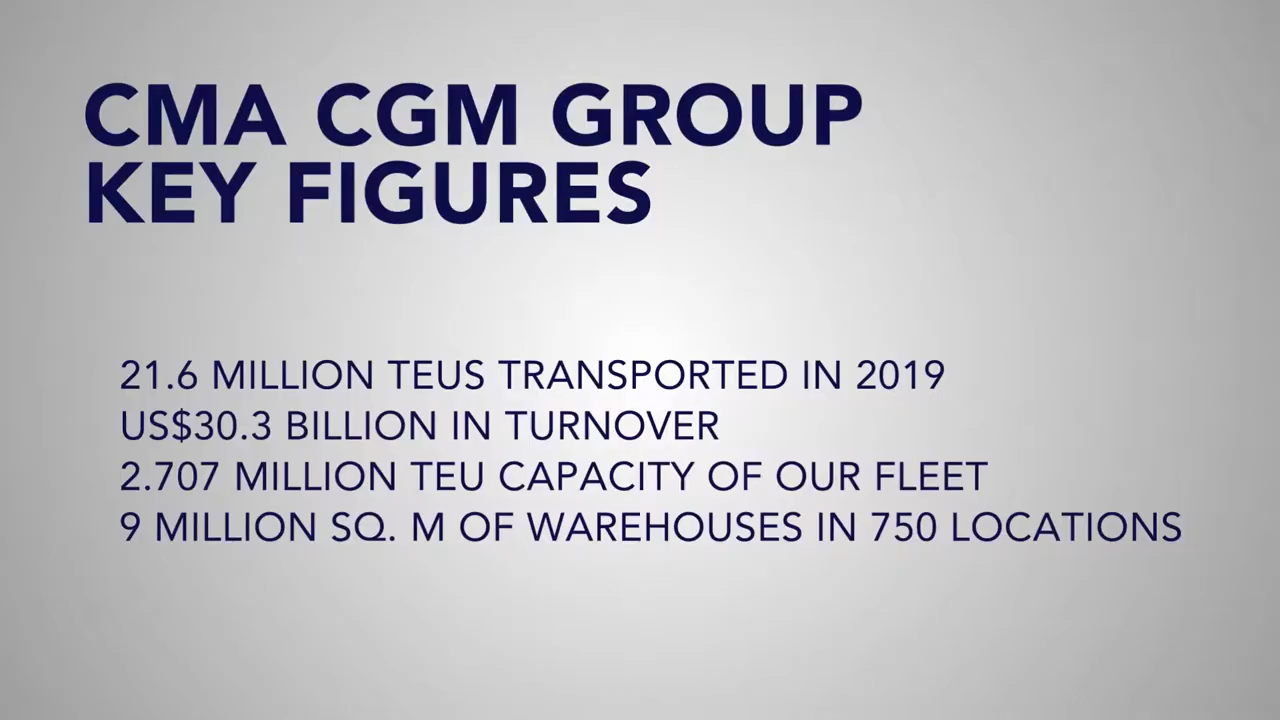 CMA CGM GROUP
KEY FIGURES
21.6 MILLION TEUS TRANSPORTED IN 2019
US$30.3 BILLION IN TURNOVER
2.707 MILLION TEU CAPACITY OF OUR FLEET
9 MILLION SQ. M OF WAREHOUSES IN 750 LOCATIONS